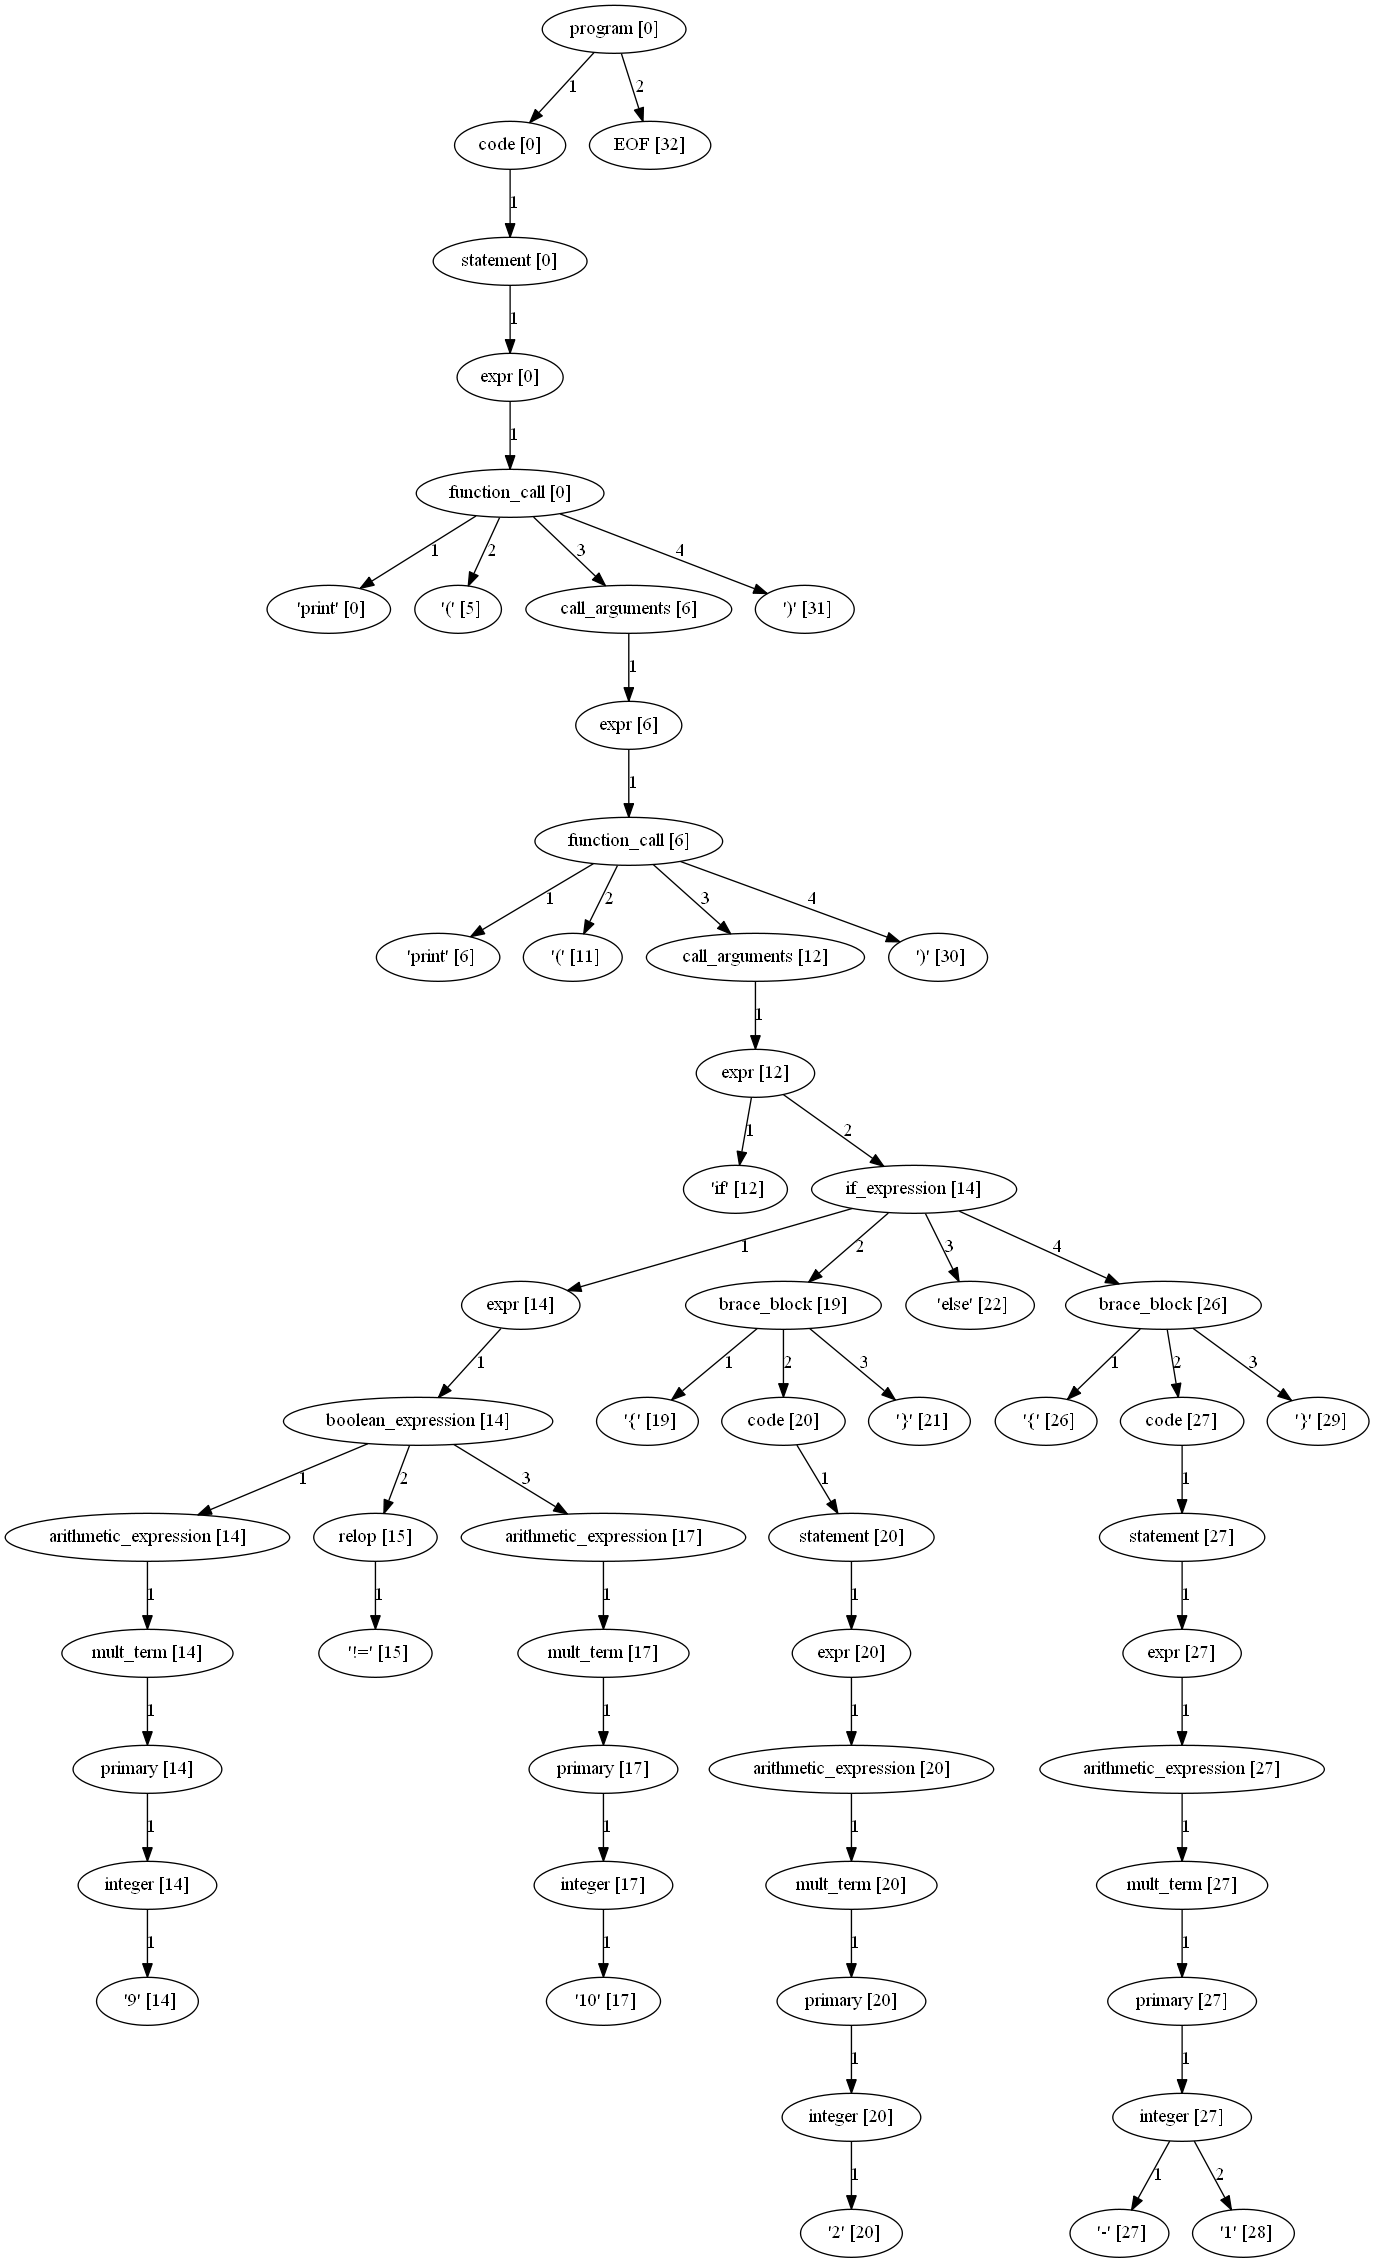 program [0]
1 2
code [0] EOF [32]
1
statement [0]
1
expr [0]
1
function_call [0]
1 2 3 4
'print' [0] '(' [5] call_arguments [6] ')' [31]
1
expr [6]
1
function_call [6]
1 2 3 4
'print' [6] '(' [11] call_arguments [12] ')' [30]
1
expr [12]
1 2
'if' [12] if_expression [14]
1 2 3 4
expr [14] brace_block [19] 'else' [22] brace_block [26]
1 1 2 3 1 2 3
boolean_expression [14] '{' [19] code [20] '}' [21] '{' [26] code [27] '}' [29]
1 2 3 1 1
arithmetic_expression [14] relop [15] arithmetic_expression [17] statement [20] statement [27]
1 1 1 1 1
mult_term [14] '!=' [15] mult_term [17] expr [20] expr [27]
1 1 1 1
primary [14] primary [17] arithmetic_expression [20] arithmetic_expression [27]
1 1 1 1
integer [14] integer [17] mult_term [20] mult_term [27]
1 1 1 1
'9' [14] '10' [17] primary [20] primary [27]
1 1
integer [20] integer [27]
1 1 2
'2' [20] '-' [27] '1' [28]